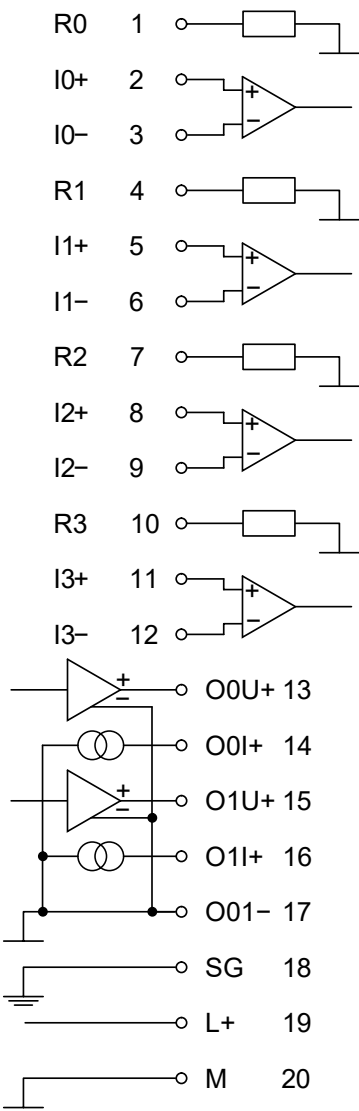 R0 1
I0+ 2
+
−
I0− 3
R1 4
I1+ 5
+
−
I1− 6
R2 7
I2+ 8
+
−
I2− 9
R3 10
I3+ 11
+
−
I3− 12
+
−
O0U+ 13
O0I+ 14
+
−
O1U+ 15
O1I+ 16
O01− 17
SG 18
L+ 19
M 20